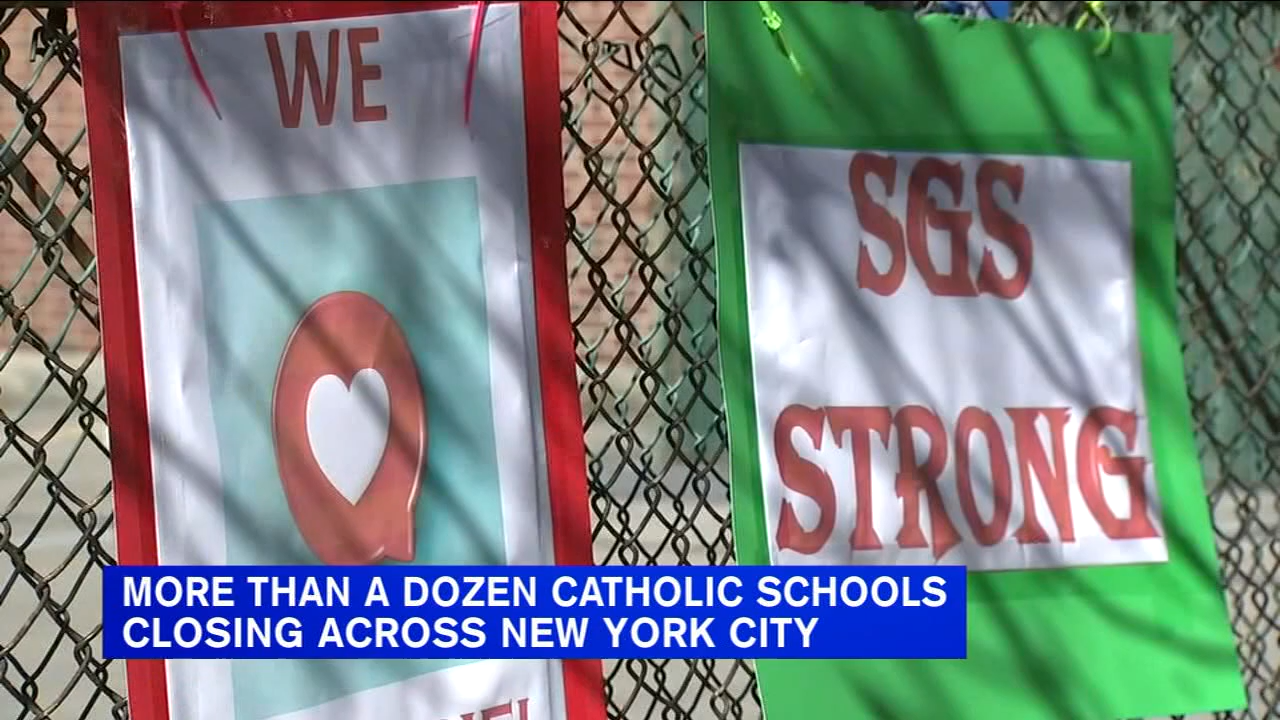 WE
SGS
STRONG
MORE THAN A DOZEN CATHOLIC SCHOOLS
CLOSING ACROSS NEW YORK CITY